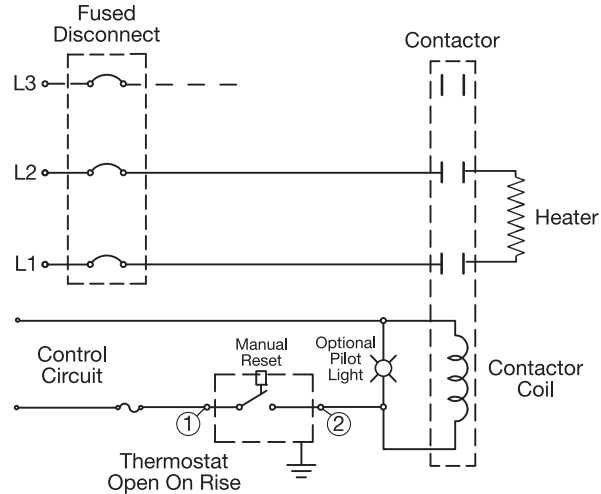 Fused
Disconnect
Contactor
L3
L2
Heater
L1
Control
Circuit
Manual
Reset
Optional
Pilot
Light
Contactor
Coil
1
2
Thermostat
Open On Rise